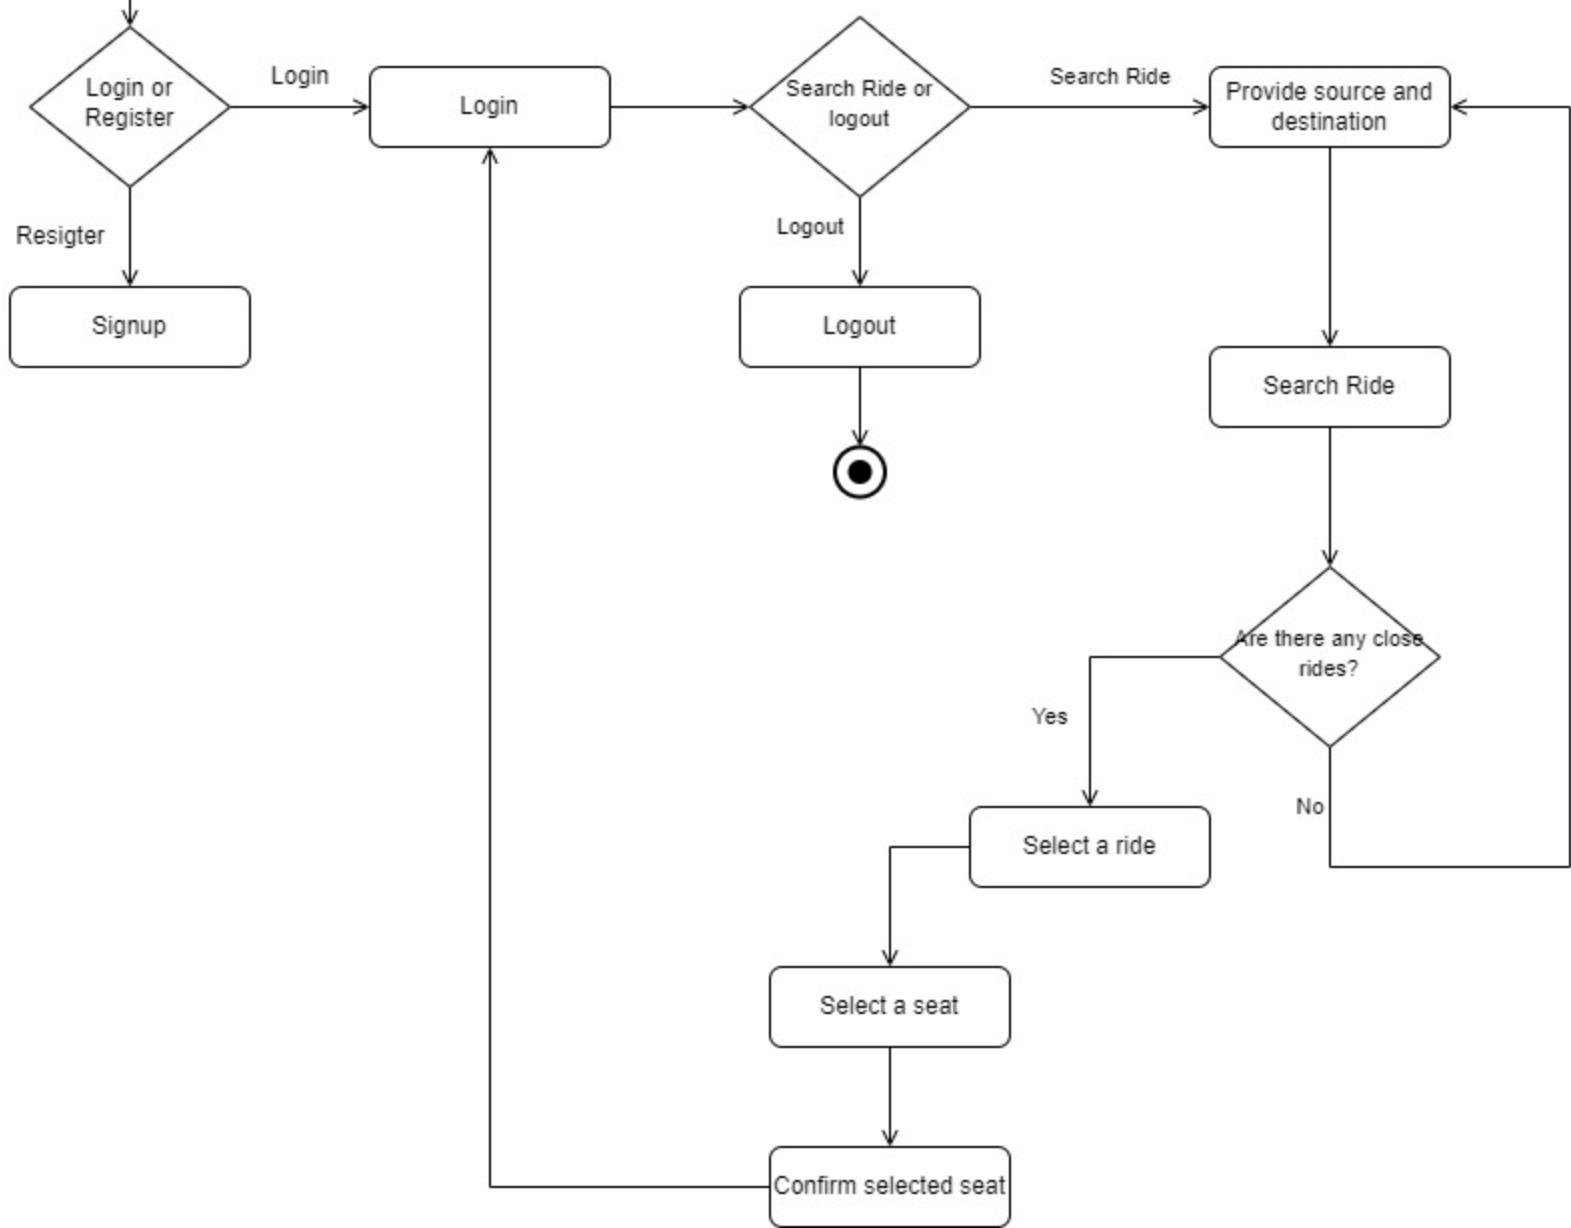 Login or
Register
Login
Login
Search Ride or
logout
Search Ride
Provide source and
destination
Resigter
Signup
Logout
Logout
Search Ride
Are there any close
rides?
Yes
No
Select a ride
Select a seat
Confirm selected seat